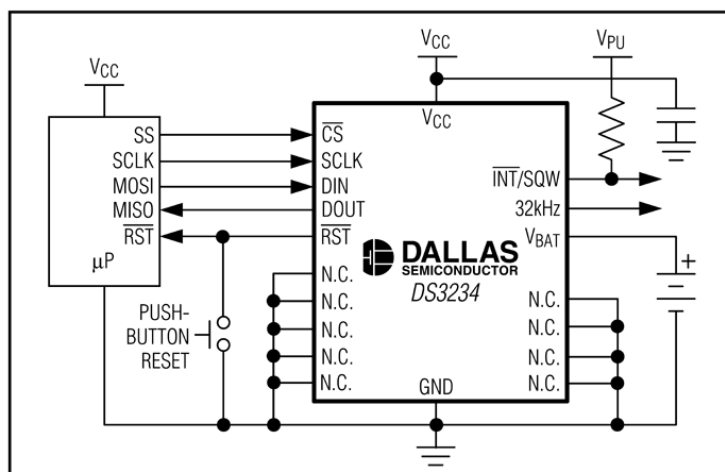 VCC
VPU
VCC
VCC
SS
CS
SCLK
SCLK
MOSI
DIN
INT/SQW
MISO
DOUT
32kHz
RST
RST
VBAT
µP
DALLAS
SEMICONDUCTOR
DS3234
+
N.C.
N.C.
N.C.
N.C.
N.C.
N.C.
N.C.
N.C.
N.C.
PUSH-
BUTTON
RESET
GND